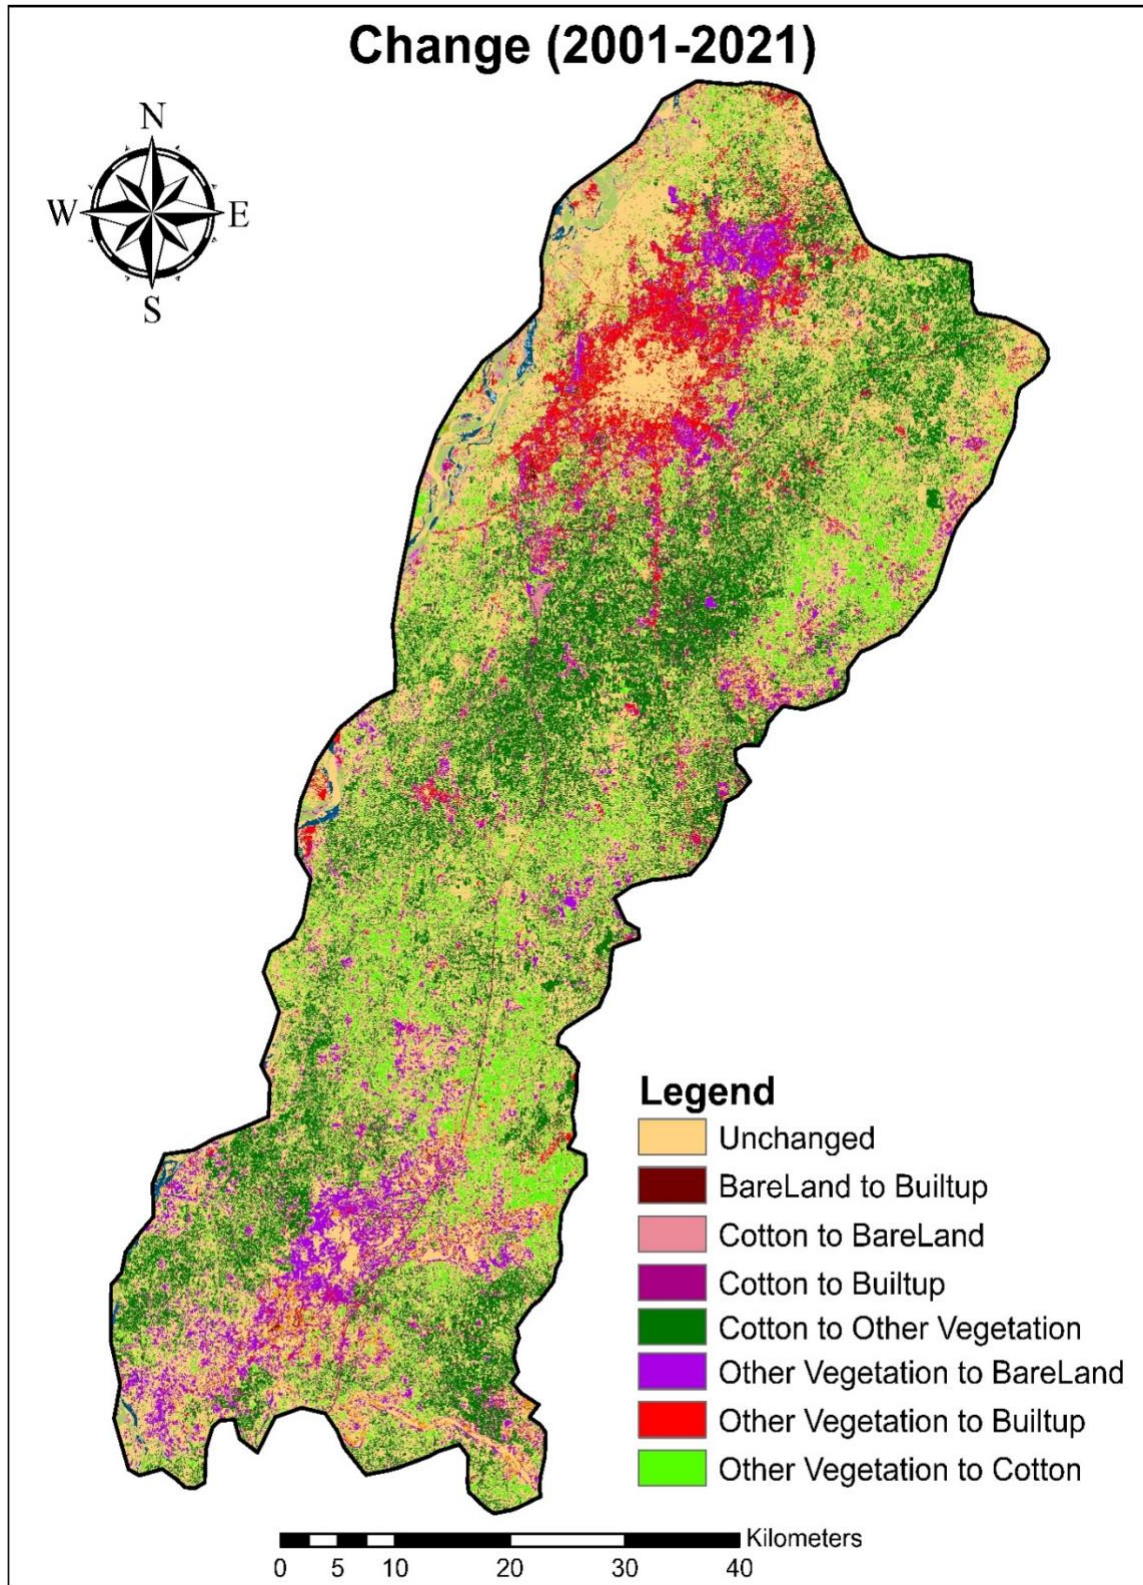 Change (2001-2021)
N
W E
S
Legend
Unchanged
BareLand to Builtup
Cotton to BareLand
Cotton to Builtup
Cotton to Other Vegetation
Other Vegetation to BareLand
Other Vegetation to Builtup
Other Vegetation to Cotton
Kilometers
0 5 10 20 30 40